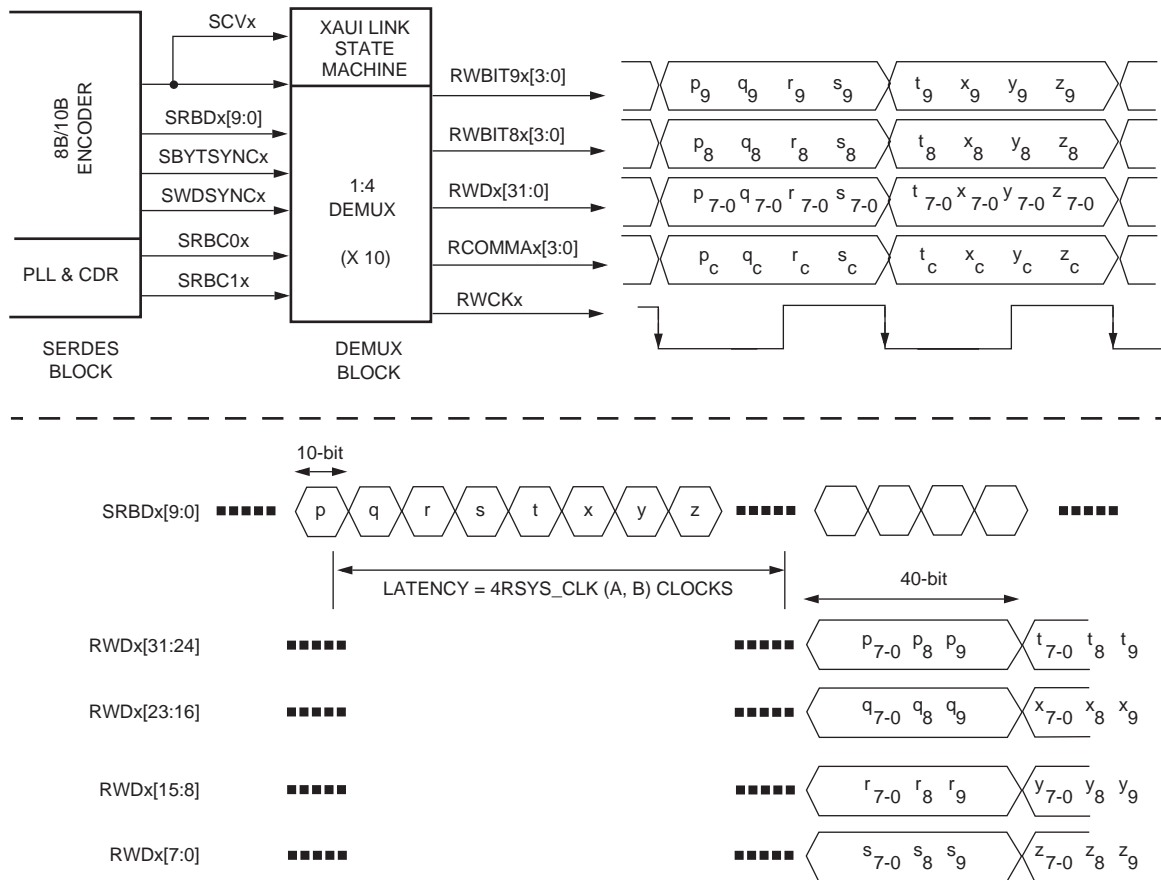 SCVx
XAUI LINK
STATE
MACHINE
8B/10B
ENCODER
SRBDx[9:0]
SBYTSYNCx
SWDSYNCx
1:4
DEMUX
(X 10)
PLL & CDR
SRBC0x
SRBC1x
SERDES
BLOCK
DEMUX
BLOCK
RWBIT9x[3:0]
p9 q9 r9 s9 t9 x9 y9 z9
RWBIT8x[3:0]
p8 q8 r8 s8 t8 x8 y8 z8
RWDx[31:0]
p7-0 q7-0 r7-0 s7-0 t7-0 x7-0 y7-0 z7-0
RCOMMAx[3:0]
pc qc rc sc tc xc yc zc
RWCKx
10-bit
SRBDx[9:0] p q r s t x y z
LATENCY = 4RSYS_CLK (A, B) CLOCKS
40-bit
RWDx[31:24] p7-0 p8 p9 t7-0 t8 t9
RWDx[23:16] q7-0 q8 q9 x7-0 x8 x9
RWDx[15:8] r7-0 r8 r9 y7-0 y8 y9
RWDx[7:0] s7-0 s8 s9 z7-0 z8 z9